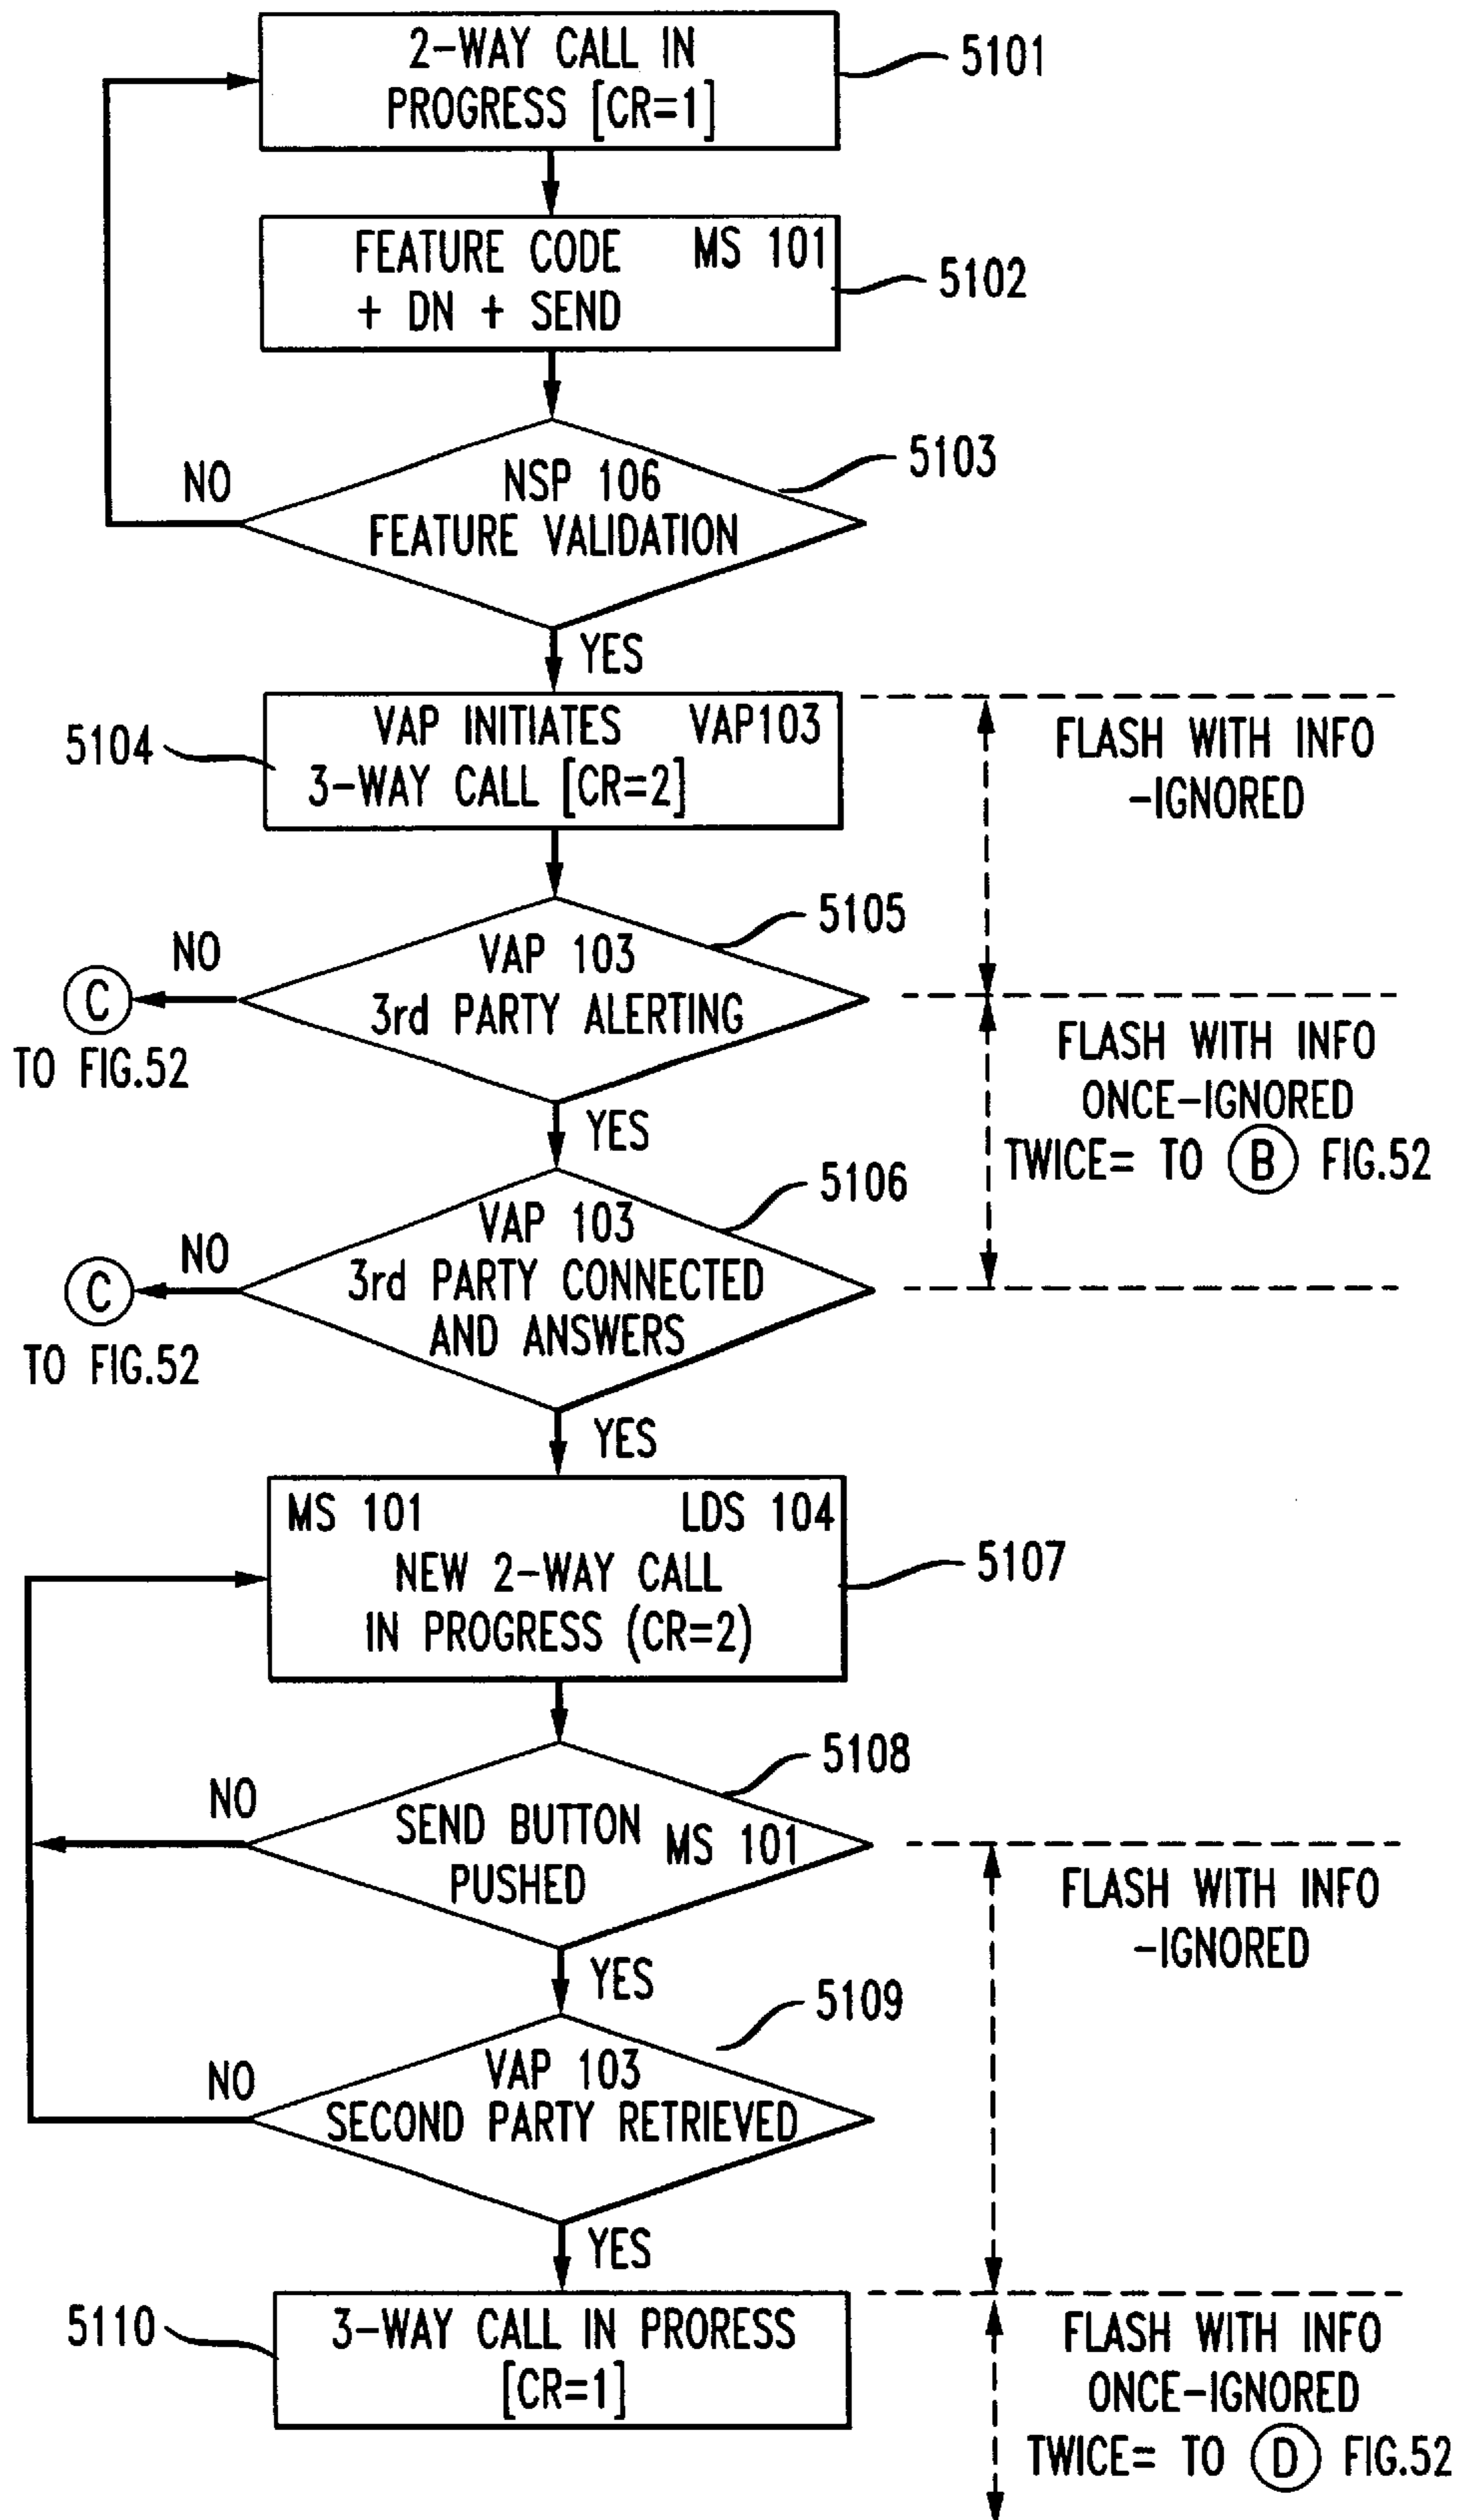 2-WAY CALL IN
PROGRESS [CR=1]
5101
FEATURE CODE MS 101
+ DN + SEND
5102
NO
NSP 106
FEATURE VALIDATION
5103
YES
5104
VAP INITIATES VAP103
3-WAY CALL [CR=2]
FLASH WITH INFO
-IGNORED
5105
NO
VAP 103
3rd PARTY ALERTING
C
TO FIG.52
FLASH WITH INFO
ONCE-IGNORED
TWICE= TO B FIG.52
YES
5106
NO
VAP 103
3rd PARTY CONNECTED
AND ANSWERS
C
TO FIG.52
YES
MS 101 LDS 104
NEW 2-WAY CALL
IN PROGRESS (CR=2)
5107
5108
NO
SEND BUTTON MS 101
PUSHED
FLASH WITH INFO
-IGNORED
YES
5109
NO
VAP 103
SECOND PARTY RETRIEVED
YES
5110
3-WAY CALL IN PRORESS
[CR=1]
FLASH WITH INFO
ONCE-IGNORED
TWICE= TO D FIG.52